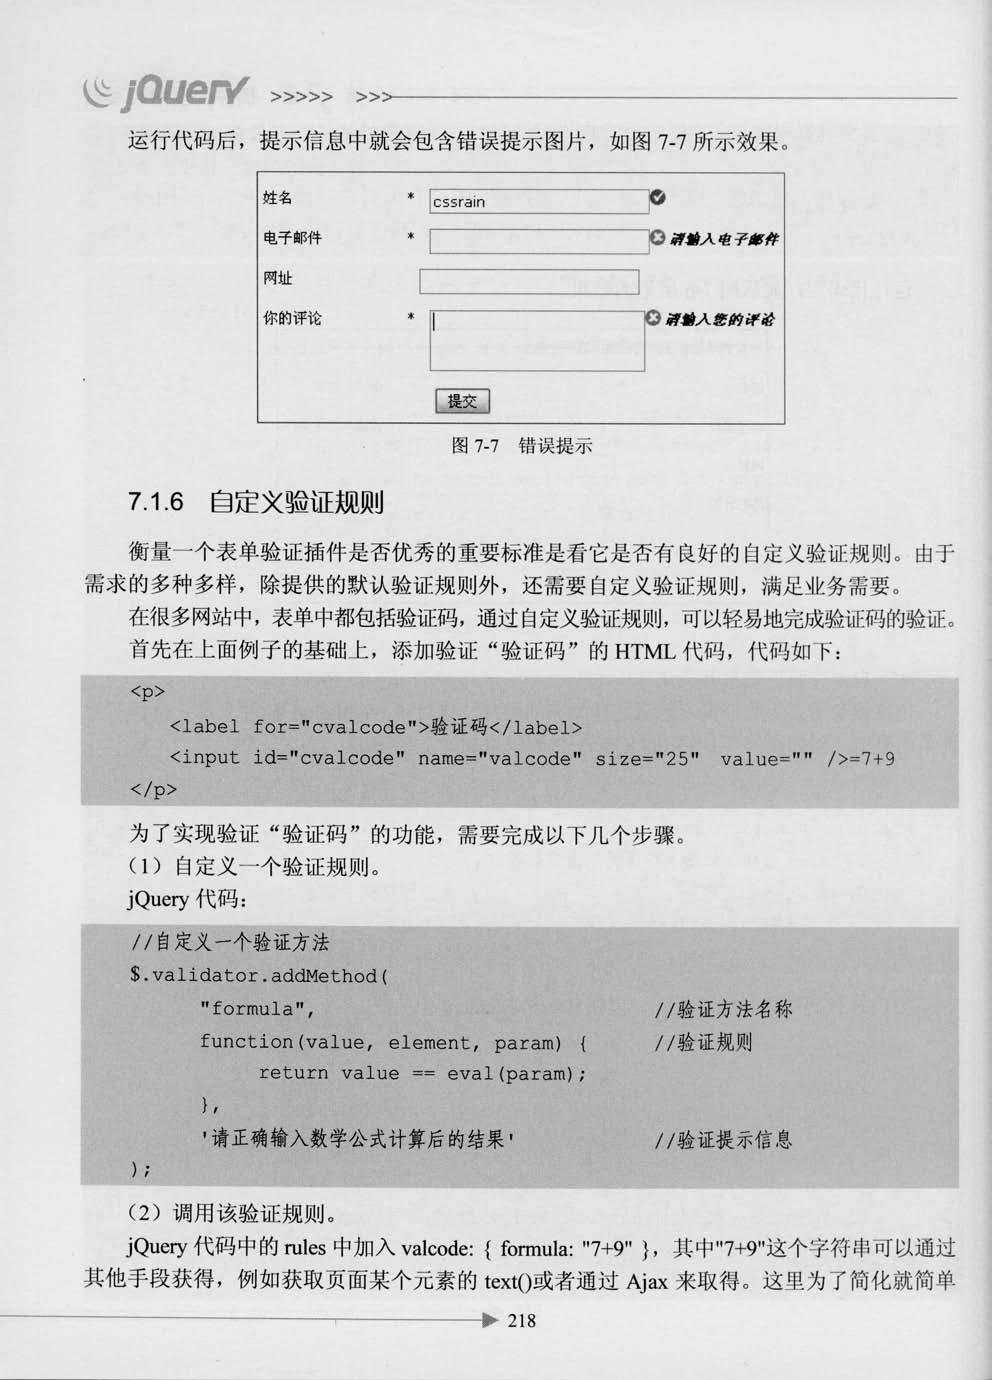 jQuery >>>>> >>>
运行代码后，提示信息中就会包含错误提示图片，如图 7-7 所示效果。
姓名 * cssrain
电子邮件 * 请输入电子邮件
网址
你的评论 * 请输入您的评论
提交
图 7-7 错误提示
7.1.6 自定义验证规则
衡量一个表单验证插件是否优秀的重要标准是看它是否有良好的自定义验证规则。由于
需求的多种多样，除提供的默认验证规则外，还需要自定义验证规则，满足业务需要。
在很多网站中，表单中都包括验证码，通过自定义验证规则，可以轻易地完成验证码的验证。
首先在上面例子的基础上，添加验证“验证码”的 HTML 代码，代码如下：
<p>
<label for="cvalcode">验证码</label>
<input id="cvalcode" name="valcode" size="25" value="" />=7+9
</p>
为了实现验证“验证码”的功能，需要完成以下几个步骤。
（1）自定义一个验证规则。
jQuery 代码：
//自定义一个验证方法
$.validator.addMethod(
"formula", //验证方法名称
function(value, element, param) { //验证规则
return value == eval(param);
},
'请正确输入数学公式计算后的结果' //验证提示信息
);
（2）调用该验证规则。
jQuery 代码中的 rules 中加入 valcode: { formula: "7+9" }，其中"7+9"这个字符串可以通过
其他手段获得，例如获取页面某个元素的 text()或者通过 Ajax 来取得。这里为了简化就简单
218